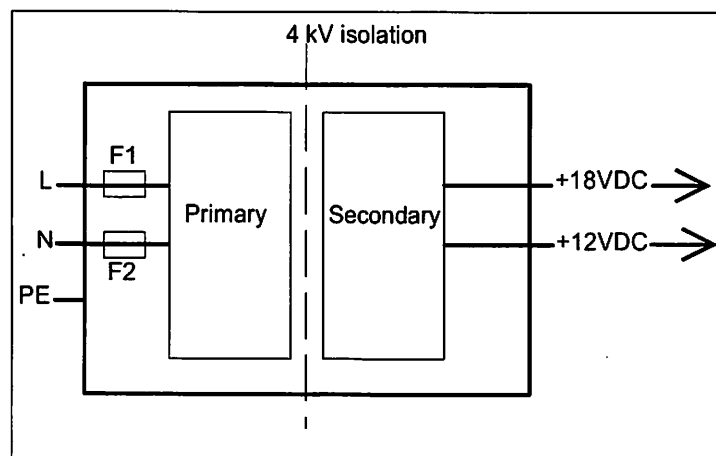 4 kV isolation
F1
L
+18VDC
Primary
Secondary
N
+12VDC
F2
PE